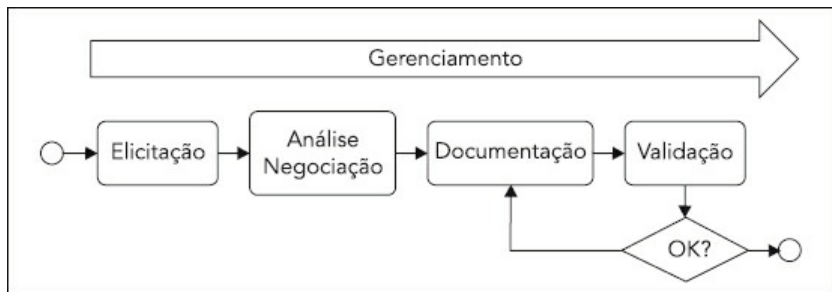 Gerenciamento
Elicitação
Análise
Negociação
Documentação
Validação
OK?